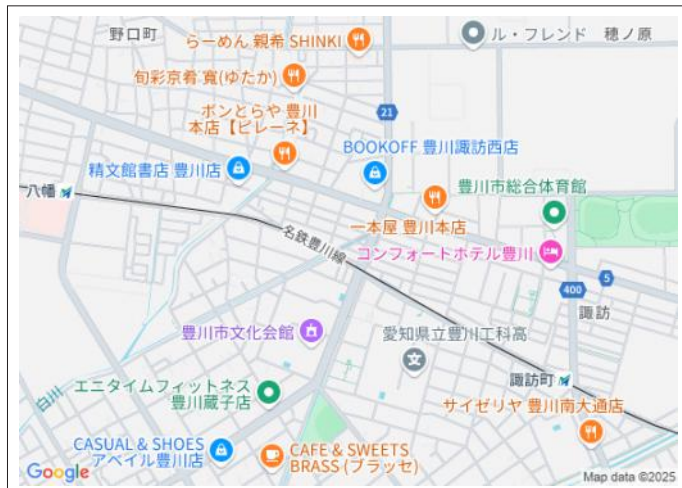 野口町
らーめん 親希 SHINKI
ル・フレンド 穂ノ原
旬彩京肴 寛(ゆたか)
ボンとらや 豊川
本店【ピレーネ】
21
BOOKOFF 豊川諏訪西店
精文館書店 豊川店
八幡
豊川市総合体育館
一本屋 豊川本店
名鉄豊川線
コンフォートホテル豊川
5
400
諏訪
豊川市文化会館
愛知県立豊川工科高
文
諏訪町
白川
エニタイムフィットネス
豊川蔵子店
サイゼリヤ 豊川南大通店
CASUAL & SHOES
アベイル豊川店
CAFE & SWEETS
BRASS (ブラッセ)
Google
Map data ©2025